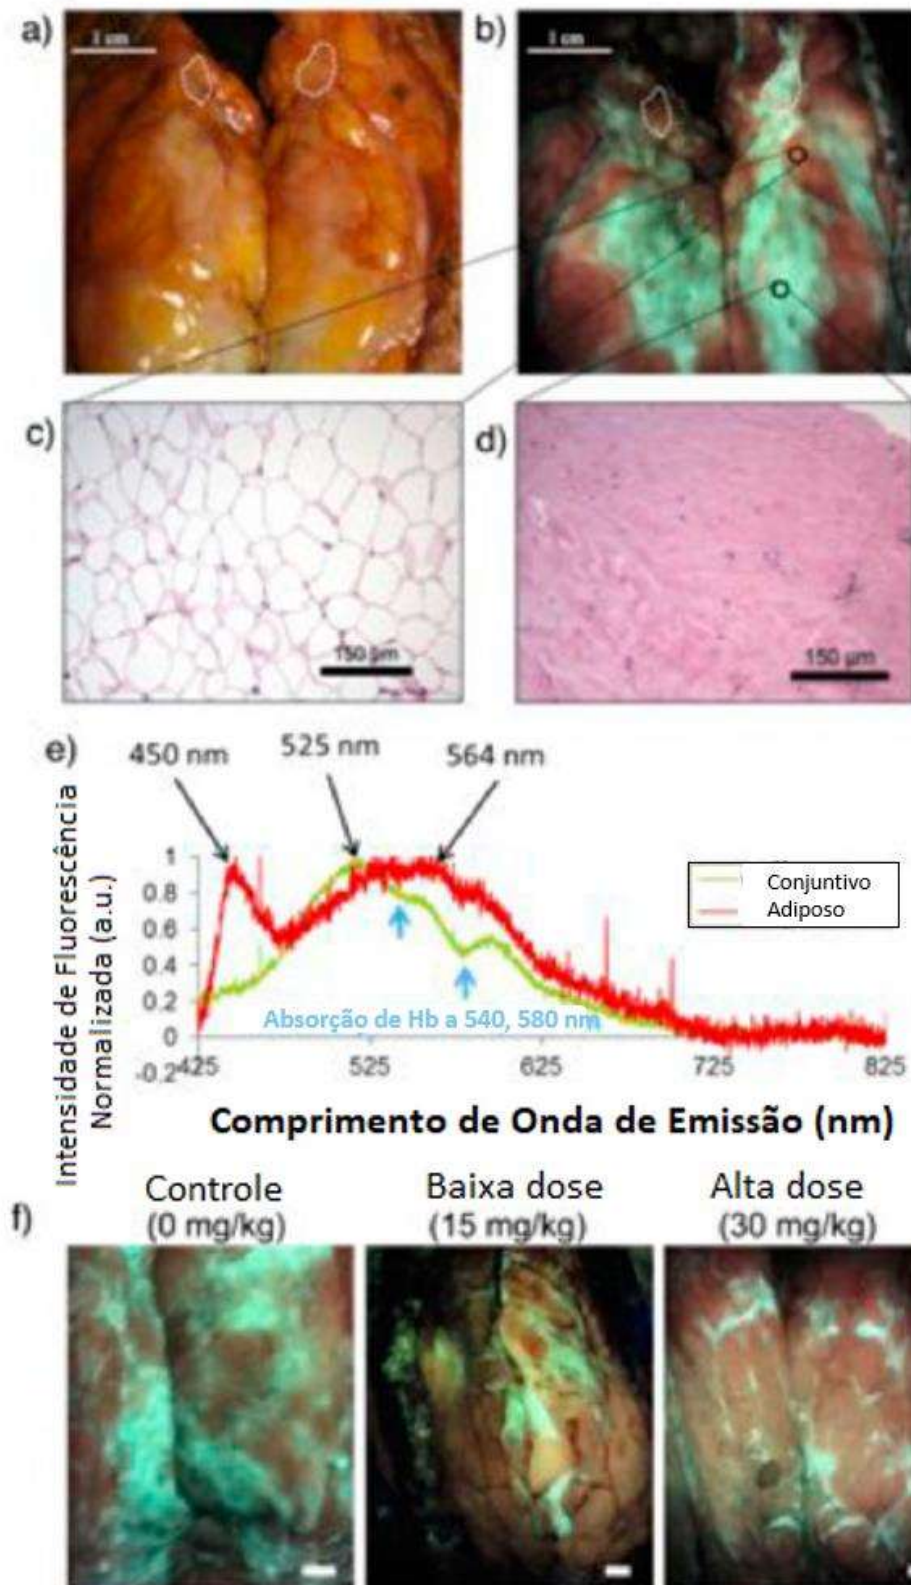 a)
1 cm
b)
1 cm
c)
150 µm
d)
150 µm
e)
450 nm
525 nm
564 nm
Intensidade de Fluorescência
Normalizada (a.u.)
1
0.8
0.6
0.4
0.2
0
-0.2
Conjuntivo
Adiposo
Absorção de Hb a 540, 580 nm
425
525
625
725
825
Comprimento de Onda de Emissão (nm)
f)
Controle
(0 mg/kg)
Baixa dose
(15 mg/kg)
Alta dose
(30 mg/kg)